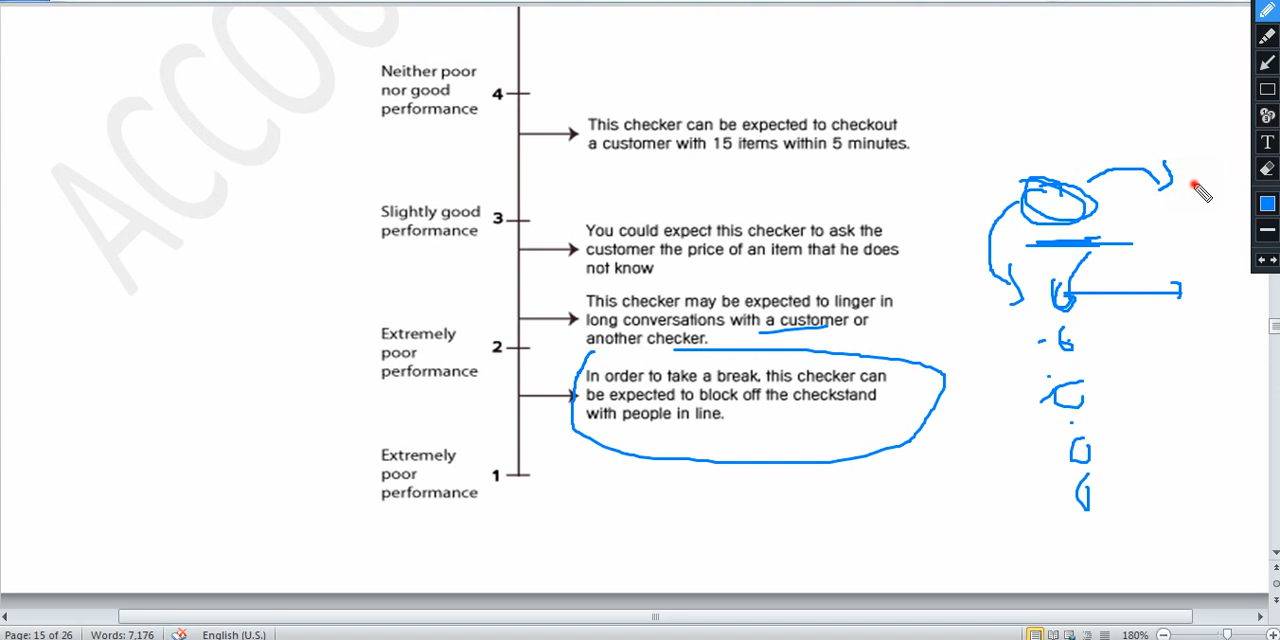 ACCOU
Neither poor
nor good
performance
4
This checker can be expected to checkout
a customer with 15 items within 5 minutes.
Slightly good
performance
3
You could expect this checker to ask the
customer the price of an item that he does
not know
This checker may be expected to linger in
long conversations with a customer or
another checker.
Extremely
poor
performance
2
In order to take a break, this checker can
be expected to block off the checkstand
with people in line.
Extremely
poor
performance
1
T
Page: 15 of 26
Words: 7,176
English (U.S.)
180%